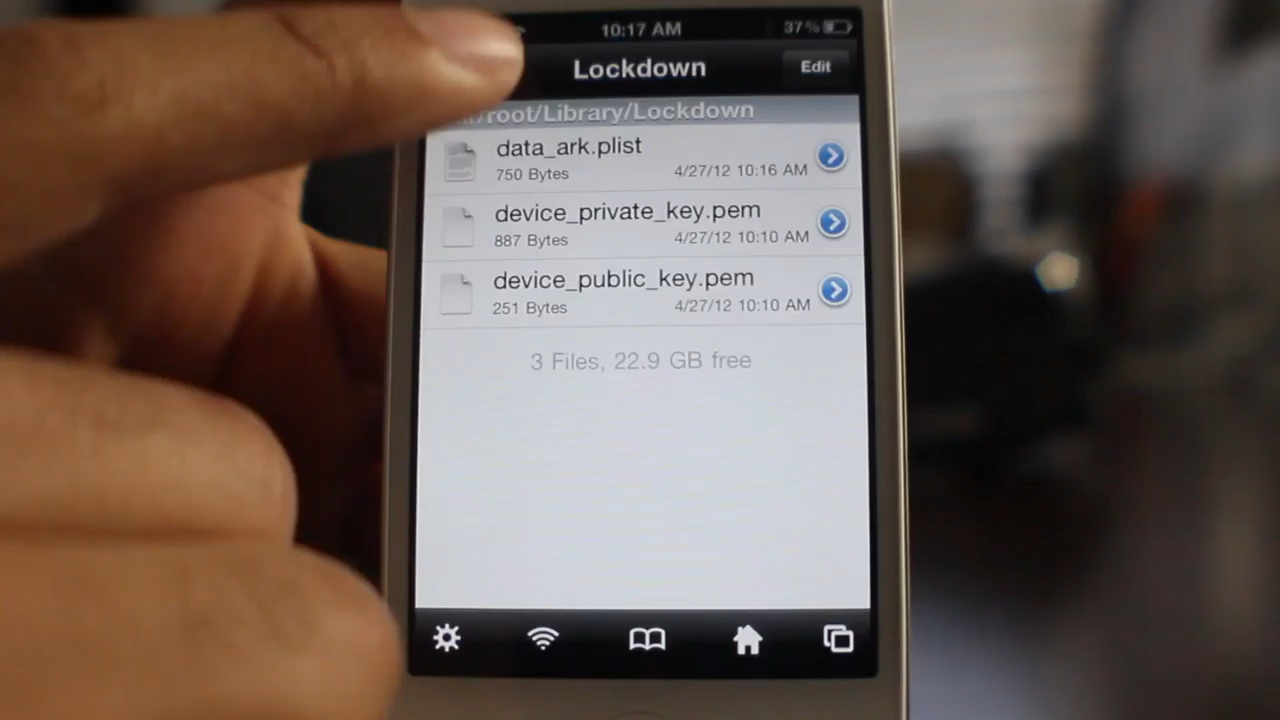 10:17 AM 37%
Lockdown Edit
/root/Library/Lockdown
data_ark.plist
750 Bytes 4/27/12 10:16 AM
device_private_key.pem
887 Bytes 4/27/12 10:10 AM
device_public_key.pem
251 Bytes 4/27/12 10:10 AM
3 Files, 22.9 GB free